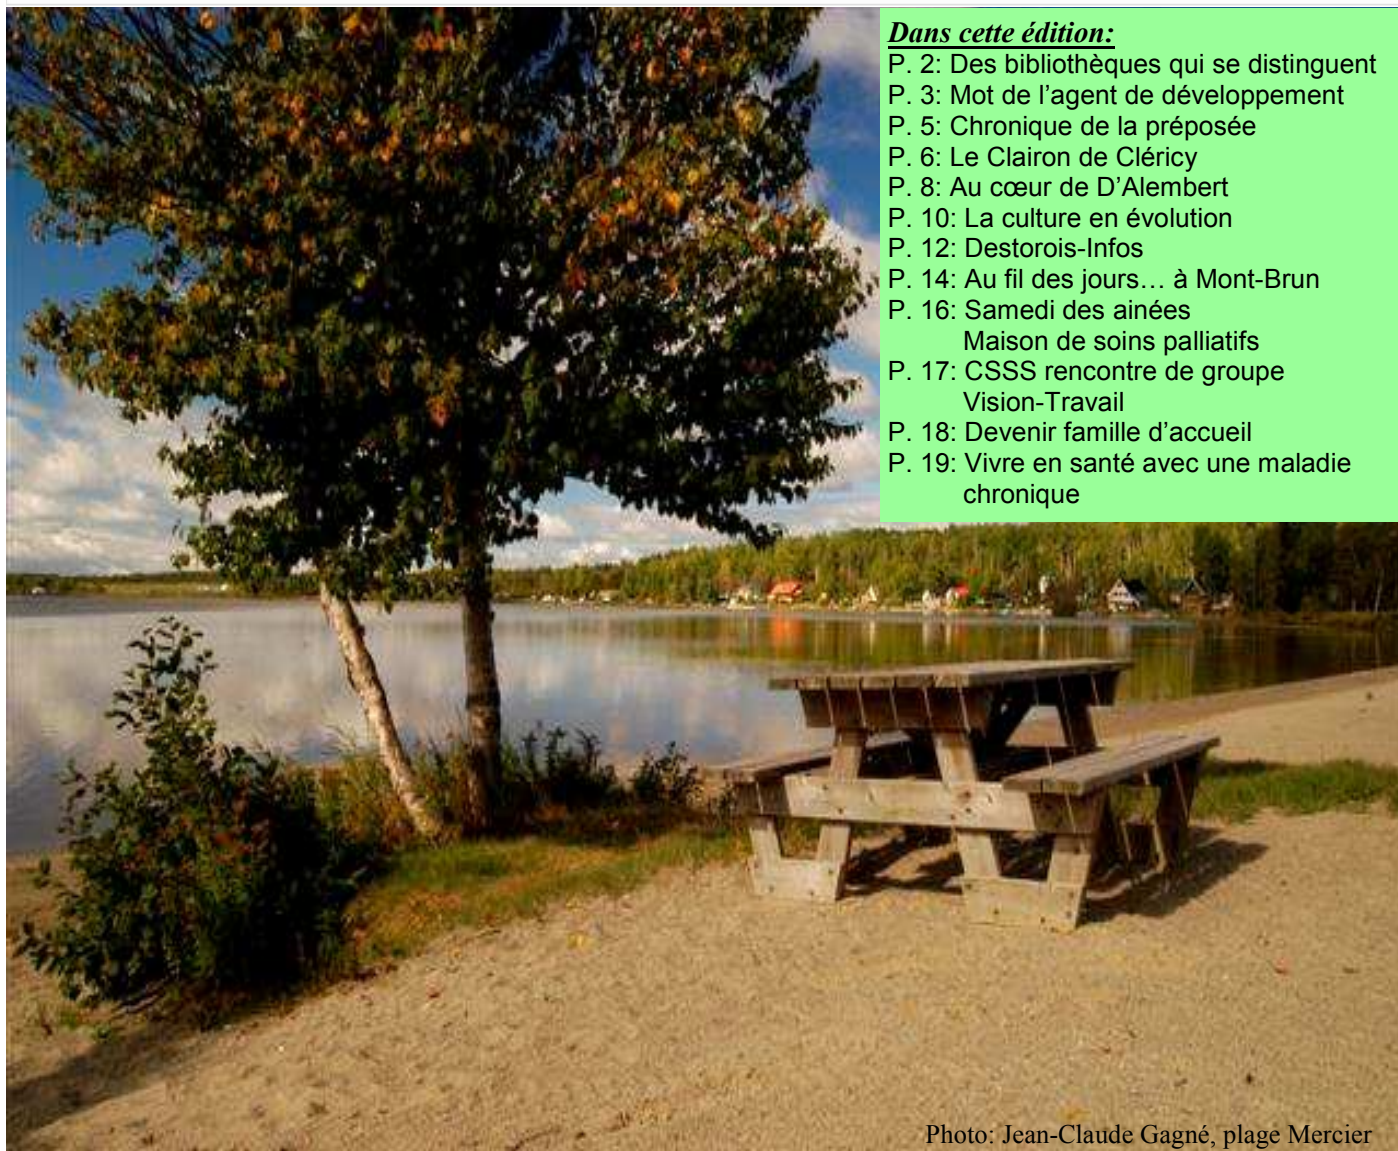 Dans cette édition:
P. 2: Des bibliothèques qui se distinguent
P. 3: Mot de l’agent de développement
P. 5: Chronique de la préposée
P. 6: Le Clairon de Cléricy
P. 8: Au cœur de D’Alembert
P. 10: La culture en évolution
P. 12: Destorois-Infos
P. 14: Au fil des jours… à Mont-Brun
P. 16: Samedi des ainées
Maison de soins palliatifs
P. 17: CSSS rencontre de groupe
Vision-Travail
P. 18: Devenir famille d’accueil
P. 19: Vivre en santé avec une maladie
chronique
Photo: Jean-Claude Gagné, plage Mercier